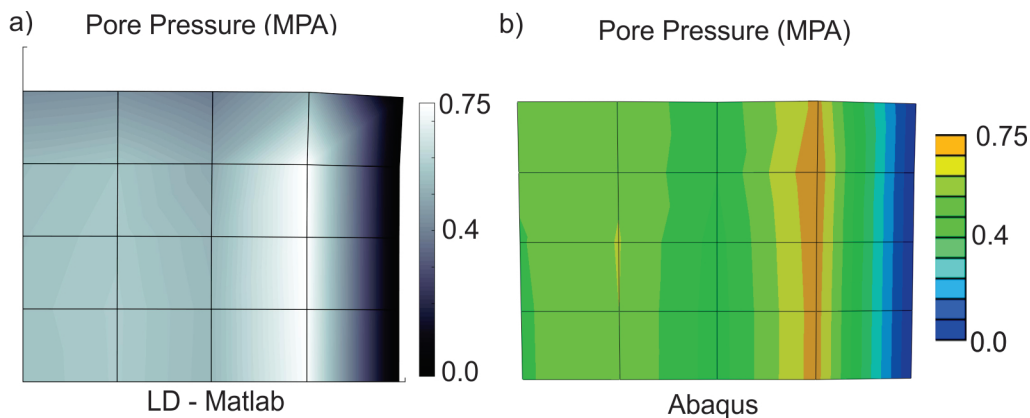 a) Pore Pressure (MPA)
0.75
0.4
0.0
LD - Matlab
b) Pore Pressure (MPA)
0.75
0.4
0.0
Abaqus